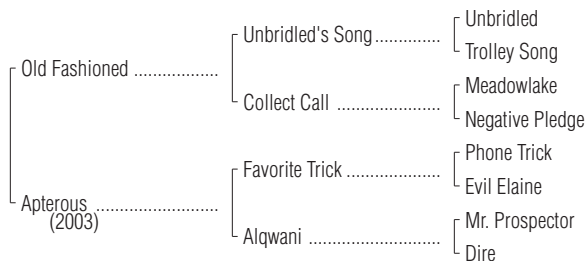 Unbridled
Unbridled's Song ..............
Trolley Song
Old Fashioned ..................
Meadowlake
Collect Call ......................
Negative Pledge
Phone Trick
Favorite Trick ....................
Evil Elaine
Apterous ..........................
(2003)
Mr. Prospector
Alqwani ............................
Dire